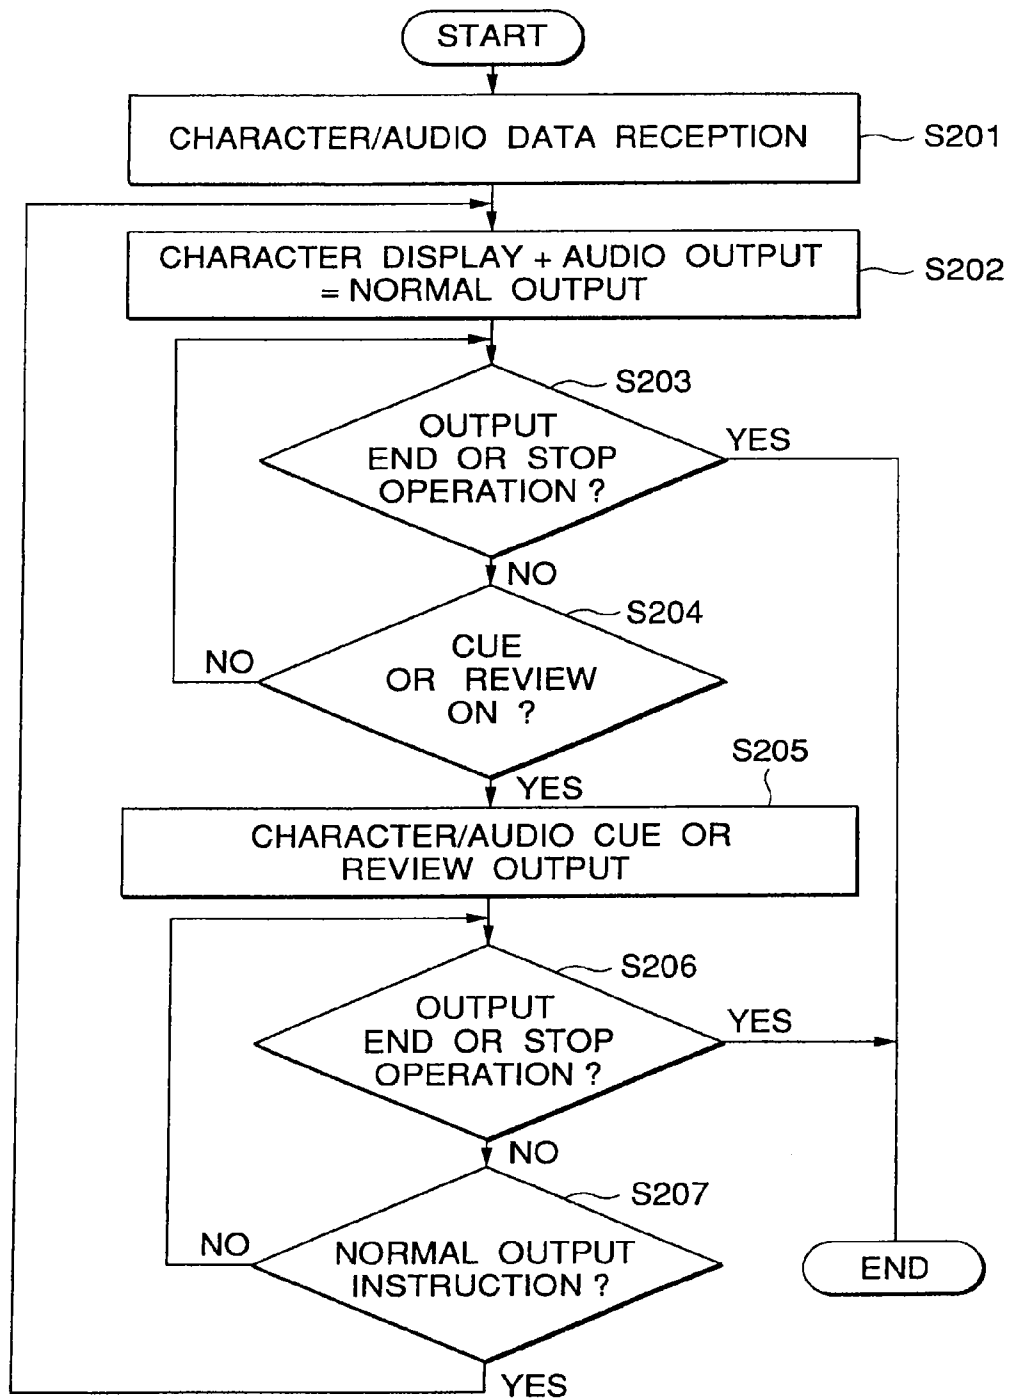 START
CHARACTER/AUDIO DATA RECEPTION
S201
CHARACTER DISPLAY + AUDIO OUTPUT
= NORMAL OUTPUT
S202
S203
OUTPUT
END OR STOP
OPERATION ?
YES
NO
S204
CUE
OR REVIEW
ON ?
NO
YES
S205
CHARACTER/AUDIO CUE OR
REVIEW OUTPUT
S206
OUTPUT
END OR STOP
OPERATION ?
YES
NO
S207
NORMAL OUTPUT
INSTRUCTION ?
NO
END
YES